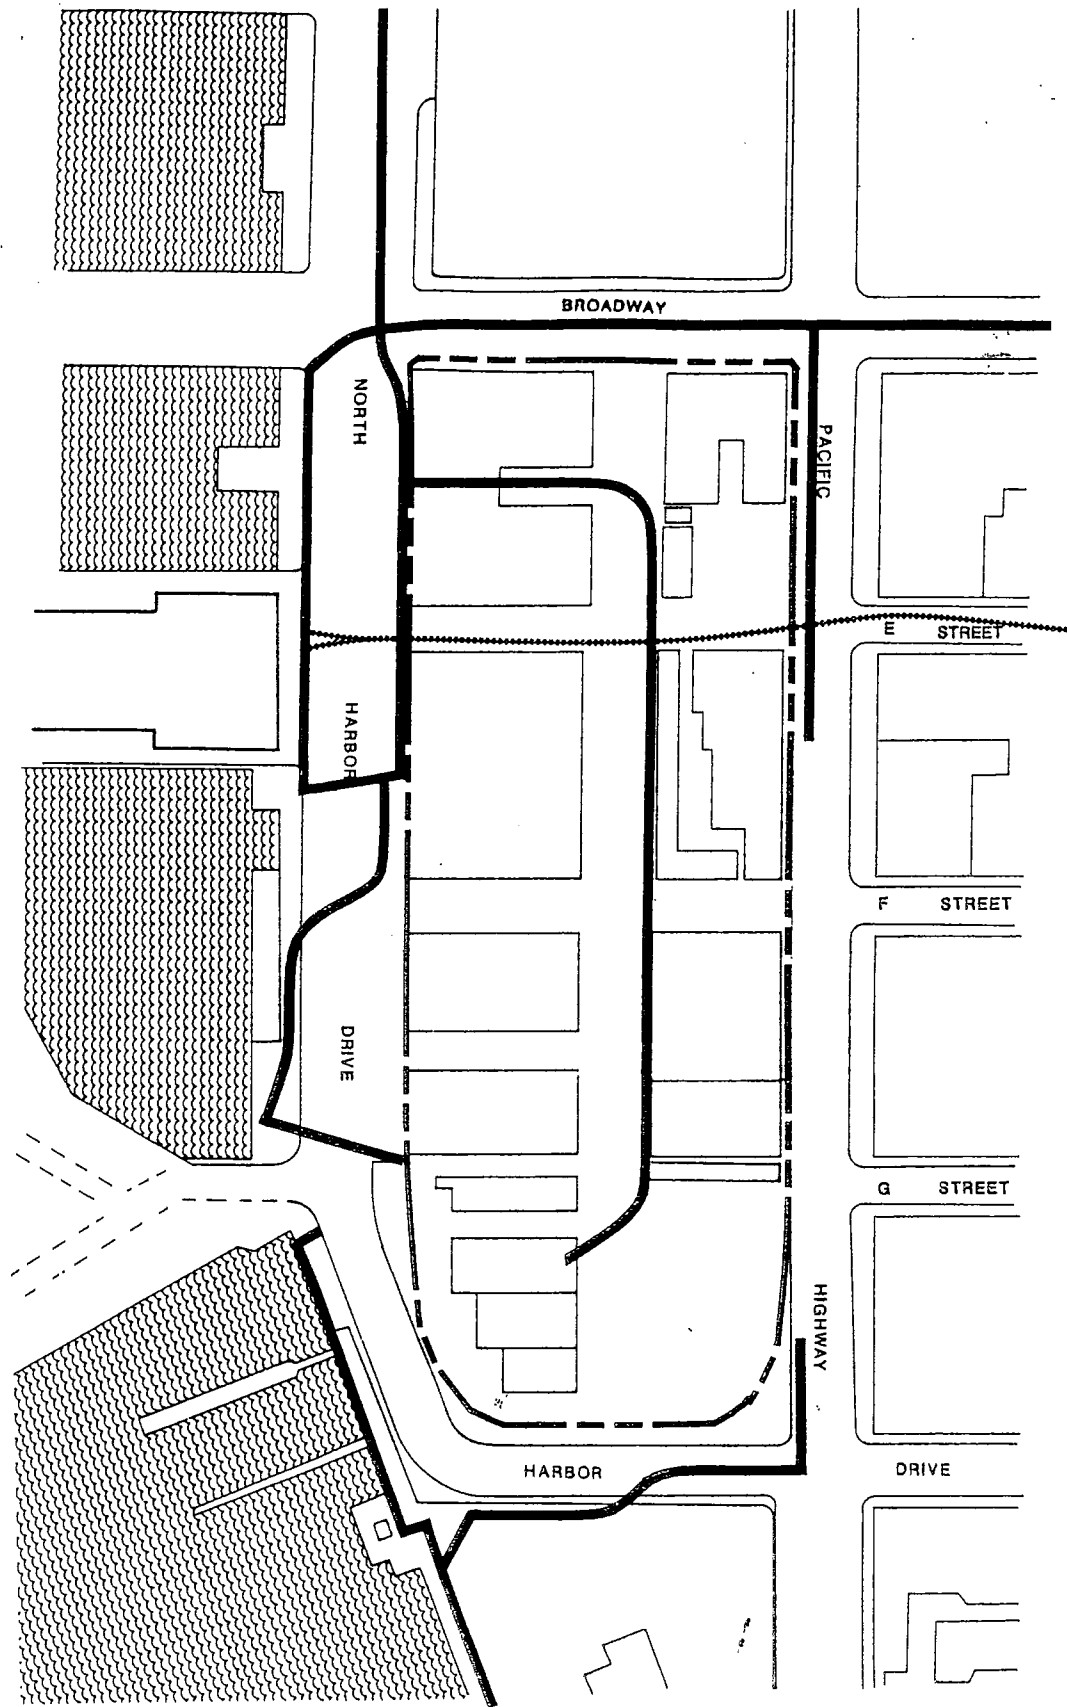 BROADWAY
NORTH
PACIFIC
E STREET
HARBOR
F STREET
DRIVE
G STREET
HIGHWAY
HARBOR DRIVE